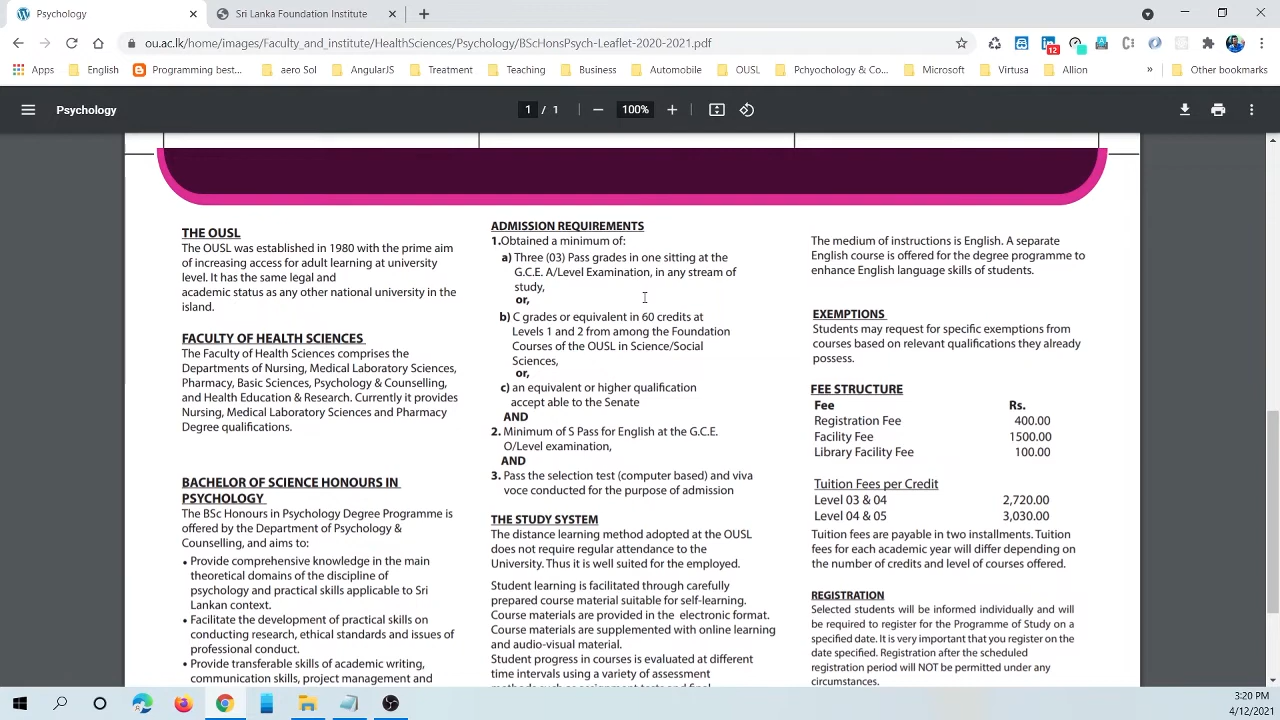 Psychology
Sri Lanka Foundation Institute
ou.ac.lk/home/images/Faculty_and_institute/HealthSciences/Psychology/BScHonsPsych-Leaflet-2020-2021.pdf
12
Apps
English
Programming best...
aero Sol
AngularJS
Treatment
Teaching
Business
Automobile
OUSL
Pchyochology & Co...
Microsoft
Virtusa
Allion
»
Other bookmarks
Psychology
1 / 1
100%
THE OUSL
The OUSL was established in 1980 with the prime aim
of increasing access for adult learning at university
level. It has the same legal and
academic status as any other national university in the
island.
FACULTY OF HEALTH SCIENCES
The Faculty of Health Sciences comprises the
Departments of Nursing, Medical Laboratory Sciences,
Pharmacy, Basic Sciences, Psychology & Counselling,
and Health Education & Research. Currently it provides
Nursing, Medical Laboratory Sciences and Pharmacy
Degree qualifications.
BACHELOR OF SCIENCE HONOURS IN
PSYCHOLOGY
The BSc Honours in Psychology Degree Programme is
offered by the Department of Psychology &
Counselling, and aims to:
• Provide comprehensive knowledge in the main
theoretical domains of the discipline of
psychology and practical skills applicable to Sri
Lankan context.
• Facilitate the development of practical skills on
conducting research, ethical standards and issues of
professional conduct.
• Provide transferable skills of academic writing,
communication skills, project management and
ADMISSION REQUIREMENTS
1.Obtained a minimum of:
a) Three (03) Pass grades in one sitting at the
G.C.E. A/Level Examination, in any stream of
study,
or,
b) C grades or equivalent in 60 credits at
Levels 1 and 2 from among the Foundation
Courses of the OUSL in Science/Social
Sciences,
or,
c) an equivalent or higher qualification
accept able to the Senate
AND
2. Minimum of S Pass for English at the G.C.E.
O/Level examination,
AND
3. Pass the selection test (computer based) and viva
voce conducted for the purpose of admission
THE STUDY SYSTEM
The distance learning method adopted at the OUSL
does not require regular attendance to the
University. Thus it is well suited for the employed.
Student learning is facilitated through carefully
prepared course material suitable for self-learning.
Course materials are provided in the electronic format.
Course materials are supplemented with online learning
and audio-visual material.
Student progress in courses is evaluated at different
time intervals using a variety of assessment
methods such as assignment tests and final
The medium of instructions is English. A separate
English course is offered for the degree programme to
enhance English language skills of students.
EXEMPTIONS
Students may request for specific exemptions from
courses based on relevant qualifications they already
possess.
FEE STRUCTURE
Fee Rs.
Registration Fee 400.00
Facility Fee 1500.00
Library Facility Fee 100.00
Tuition Fees per Credit
Level 03 & 04 2,720.00
Level 04 & 05 3,030.00
Tuition fees are payable in two installments. Tuition
fees for each academic year will differ depending on
the number of credits and level of courses offered.
REGISTRATION
Selected students will be informed individually and will
be required to register for the Programme of Study on a
specified date. It is very important that you register on the
date specified. Registration after the scheduled
registration period will NOT be permitted under any
circumstances.
3:20 PM
4/12/2021